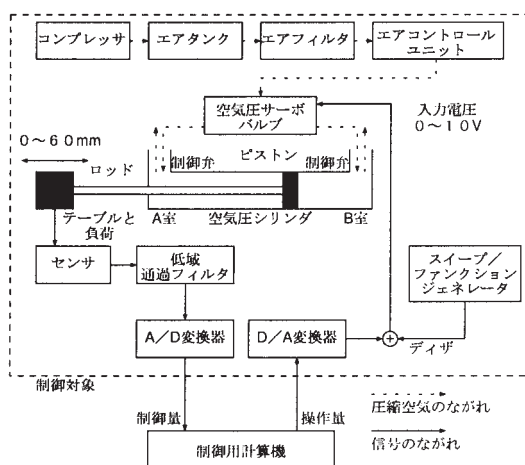 コンプレッサ
エアタンク
エアフィルタ
エアコントロール
ユニット
空気圧サーボ
バルブ
入力電圧
0～10V
0～60mm
ロッド
制御弁
ピストン
制御弁
テーブルと
負荷
A室
空気圧シリンダ
B室
センサ
低域
通過フィルタ
スイープ／
ファンクション
ジェネレータ
A／D変換器
D／A変換器
ディザ
制御対象
圧縮空気のながれ
制御量
操作量
信号のながれ
制御用計算機